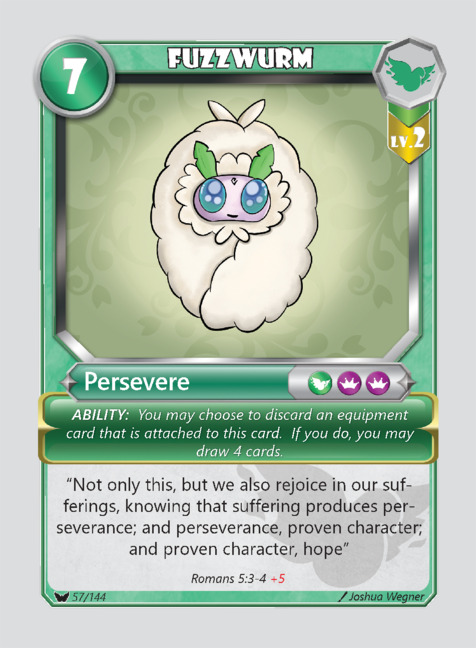 FUZZWURM
7
LV.2
Persevere
ABILITY: You may choose to discard an equipment
card that is attached to this card. If you do, you may
draw 4 cards.
“Not only this, but we also rejoice in our suf-
ferings, knowing that suffering produces per-
severance; and perseverance, proven character;
and proven character, hope”
Romans 5:3-4 +5
57/144
Joshua Wegner